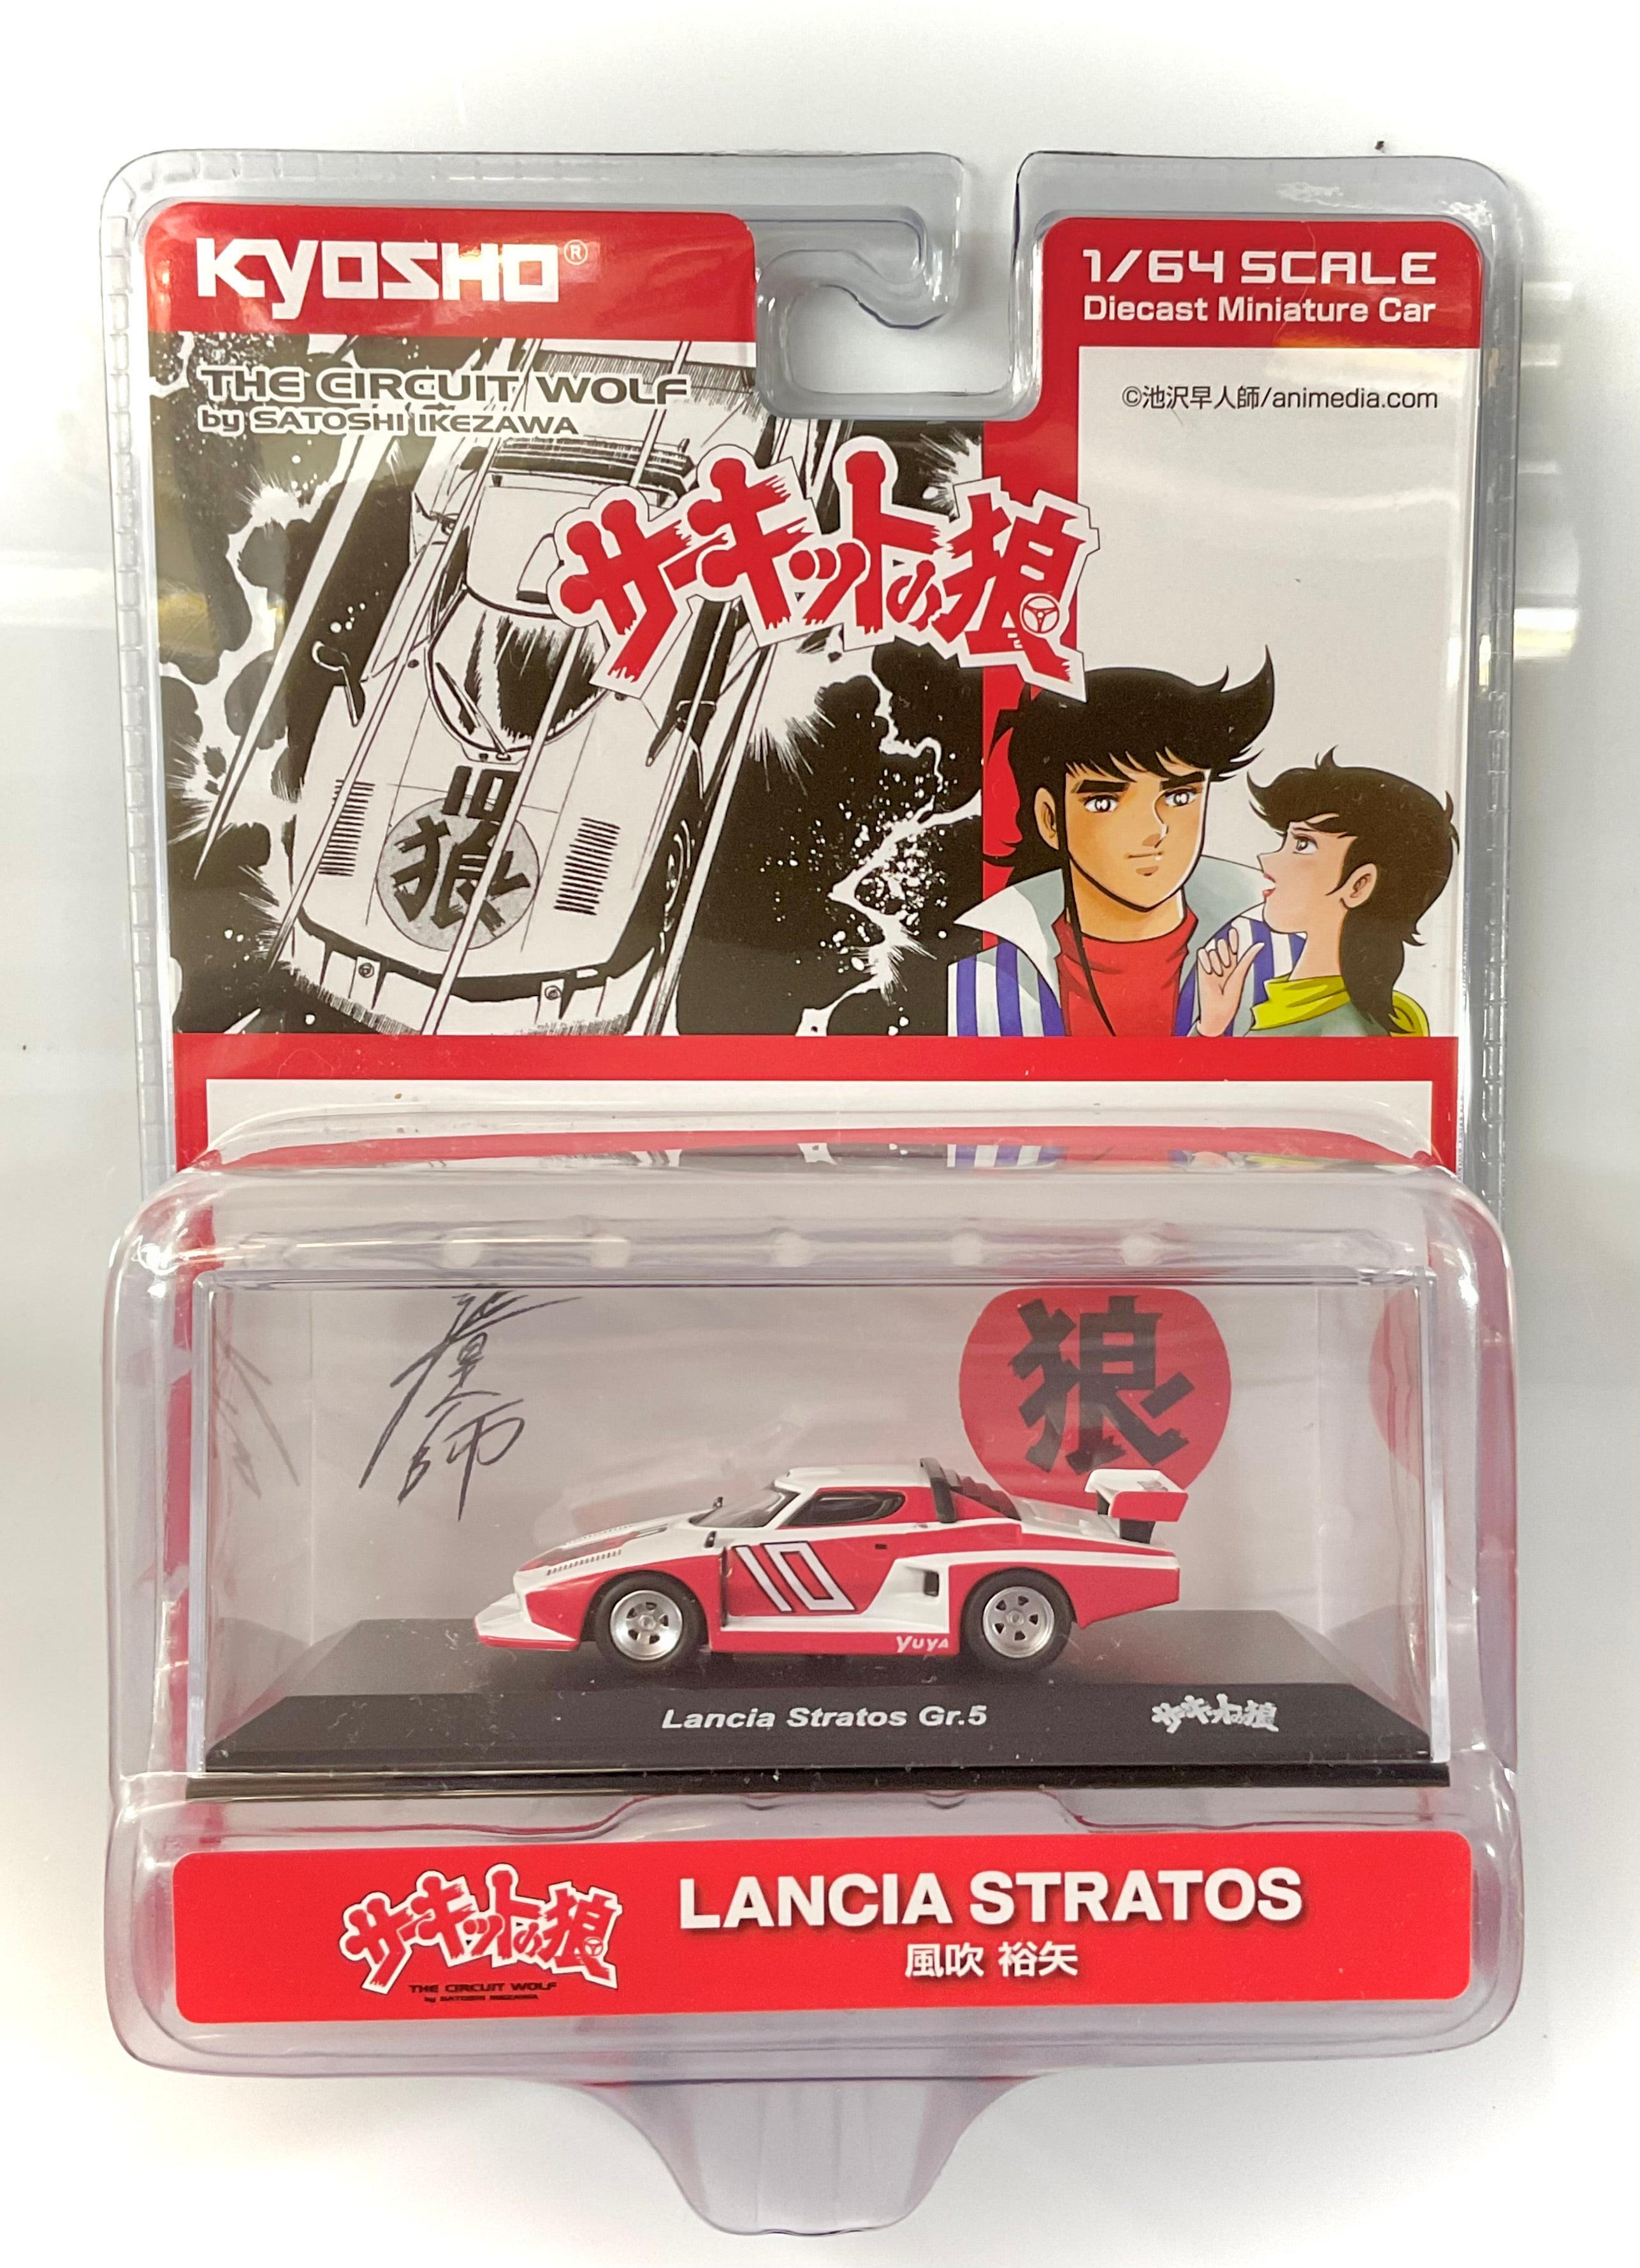 KYOSHO®
1/64 SCALE
Diecast Miniature Car
THE CIRCUIT WOLF
by SATOSHI IKEZAWA
©池沢早人師/animedia.com
サーキットの狼
10
狼
狼
10
YUYA
Lancia Stratos Gr.5
サーキットの狼
サーキットの狼
THE CIRCUIT WOLF
by SATOSHI IKEZAWA
LANCIA STRATOS
風吹 裕矢